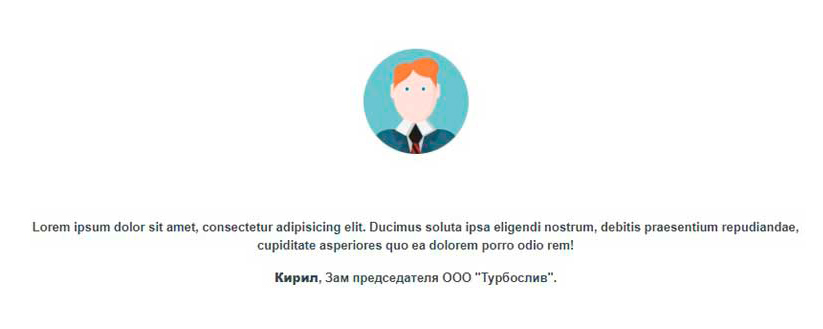 Lorem ipsum dolor sit amet, consectetur adipisicing elit. Ducimus soluta ipsa eligendi nostrum, debitis praesentium repudiandae,
cupiditate asperiores quo ea dolorem porro odio rem!
Кирил, Зам председателя ООО "Турбослив".